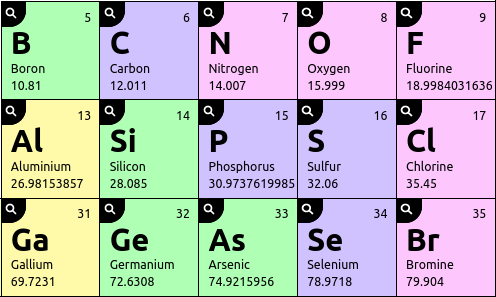 5 6 7 8 9
B C N O F
Boron Carbon Nitrogen Oxygen Fluorine
10.81 12.011 14.007 15.999 18.9984031636
13 14 15 16 17
Al Si P S Cl
Aluminium Silicon Phosphorus Sulfur Chlorine
26.98153857 28.085 30.9737619985 32.06 35.45
31 32 33 34 35
Ga Ge As Se Br
Gallium Germanium Arsenic Selenium Bromine
69.7231 72.6308 74.9215956 78.9718 79.904